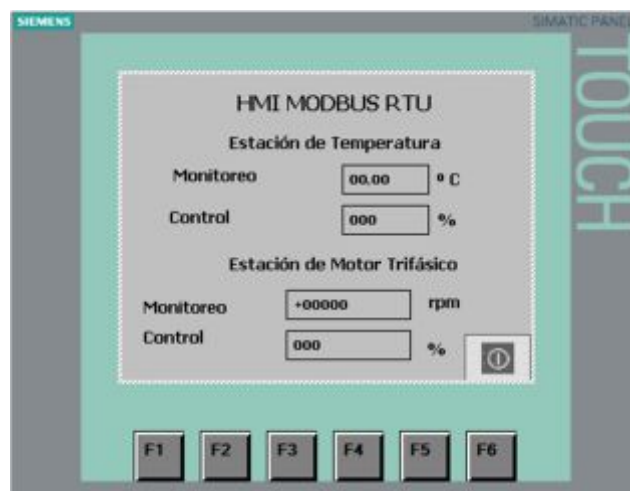 SIEMENS
SIMATIC PANEL
TOUCH
HMI MODBUS RTU
Estación de Temperatura
Monitoreo 00.00 º C
Control 000 %
Estación de Motor Trifásico
Monitoreo +00000 rpm
Control 000 %
F1 F2 F3 F4 F5 F6